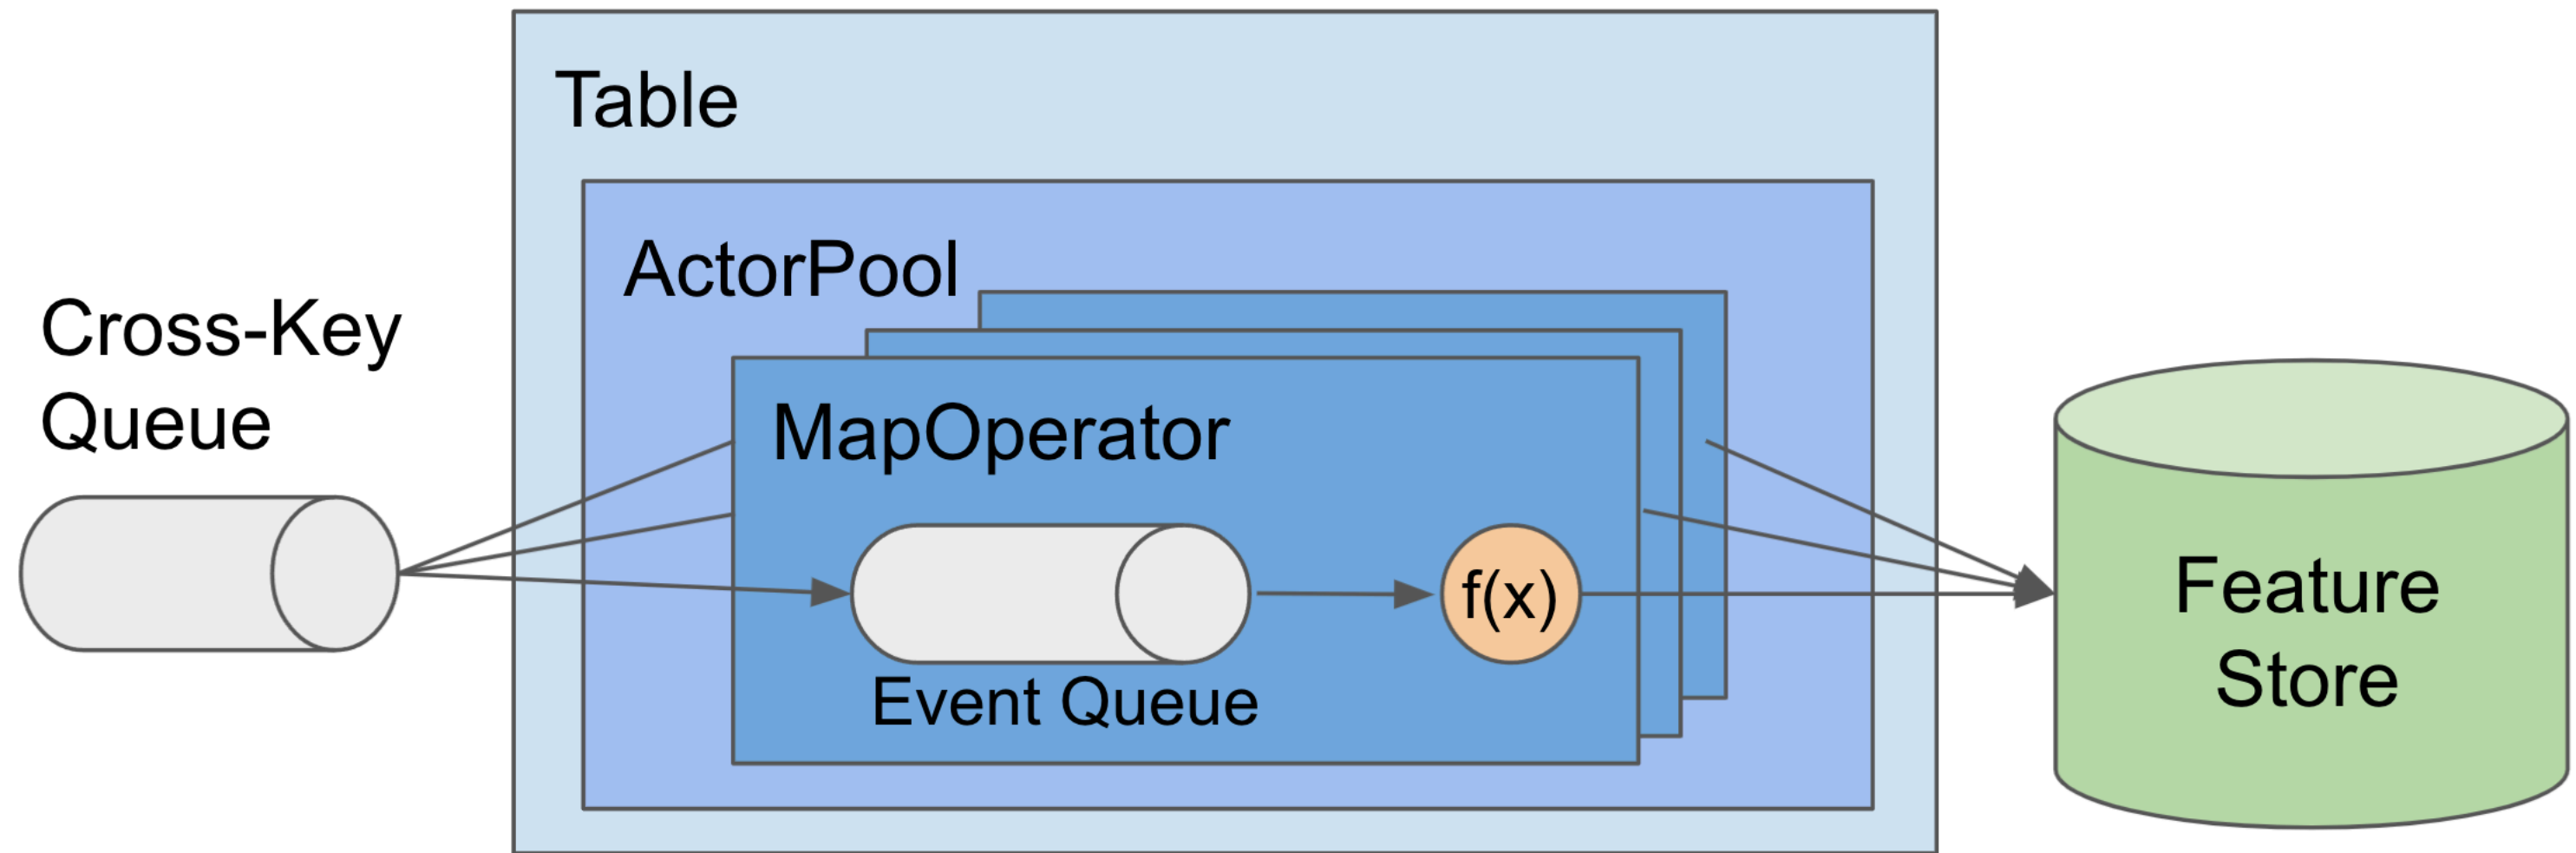 Table
ActorPool
Cross-Key
Queue
MapOperator
f(x)
Event Queue
Feature
Store